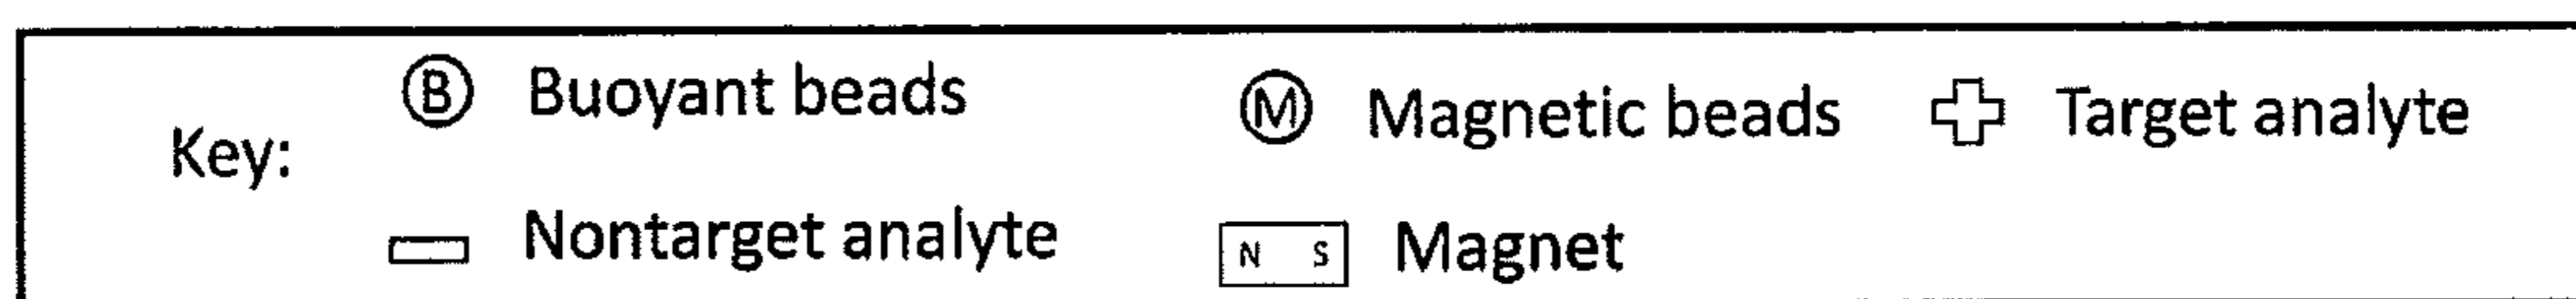 Key: B Buoyant beads M Magnetic beads Target analyte
Nontarget analyte N S Magnet